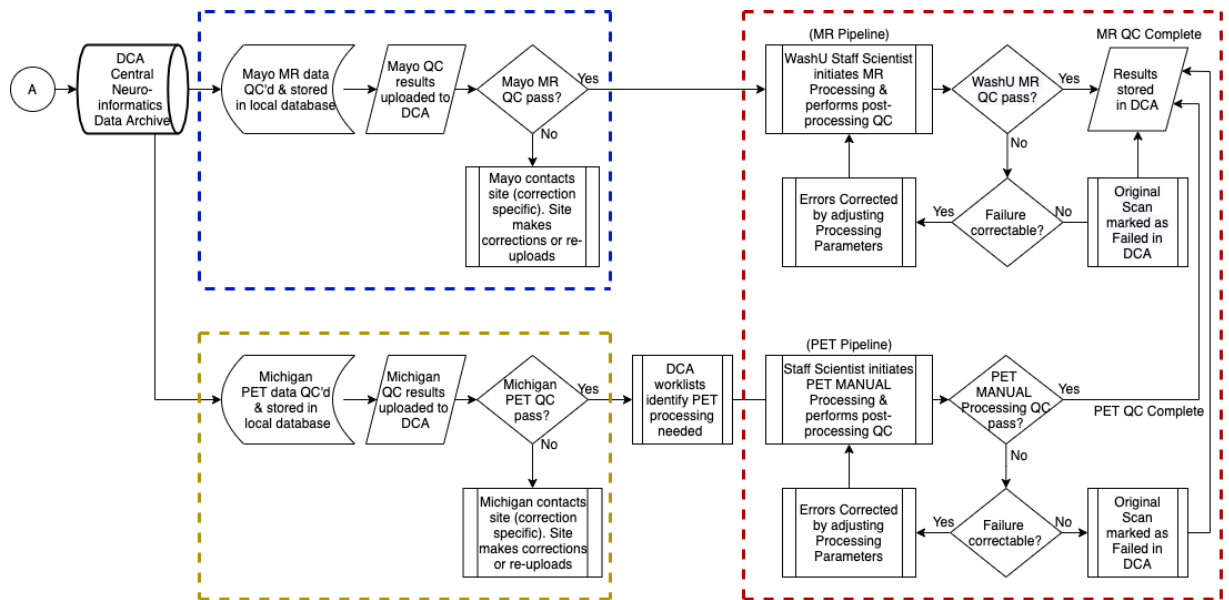 A
DCA
Central
Neuro-
informatics
Data Archive
Mayo MR data
QC'd & stored
in local database
Mayo QC
results
uploaded to
DCA
Mayo MR
QC pass?
Yes
No
Mayo contacts
site (correction
specific). Site
makes
corrections or re-
uploads
(MR Pipeline)
WashU Staff Scientist
initiates MR
Processing &
performs post-
processing QC
WashU MR
QC pass?
Yes
No
MR QC Complete
Results
stored
in DCA
Errors Corrected
by adjusting
Processing
Parameters
Yes
Failure
correctable?
No
Original
Scan
marked as
Failed in
DCA
Michigan
PET data QC'd
& stored in
local database
Michigan
QC results
uploaded to
DCA
Michigan
PET QC
pass?
Yes
No
Michigan contacts
site (correction
specific). Site
makes corrections
or re-uploads
DCA
worklists
identify PET
processing
needed
(PET Pipeline)
Staff Scientist initiates
PET MANUAL
Processing &
performs post-
processing QC
PET
MANUAL
Processing QC
pass?
Yes
PET QC Complete
No
Errors Corrected
by adjusting
Processing
Parameters
Yes
Failure
correctable?
No
Original
Scan
marked as
Failed in
DCA